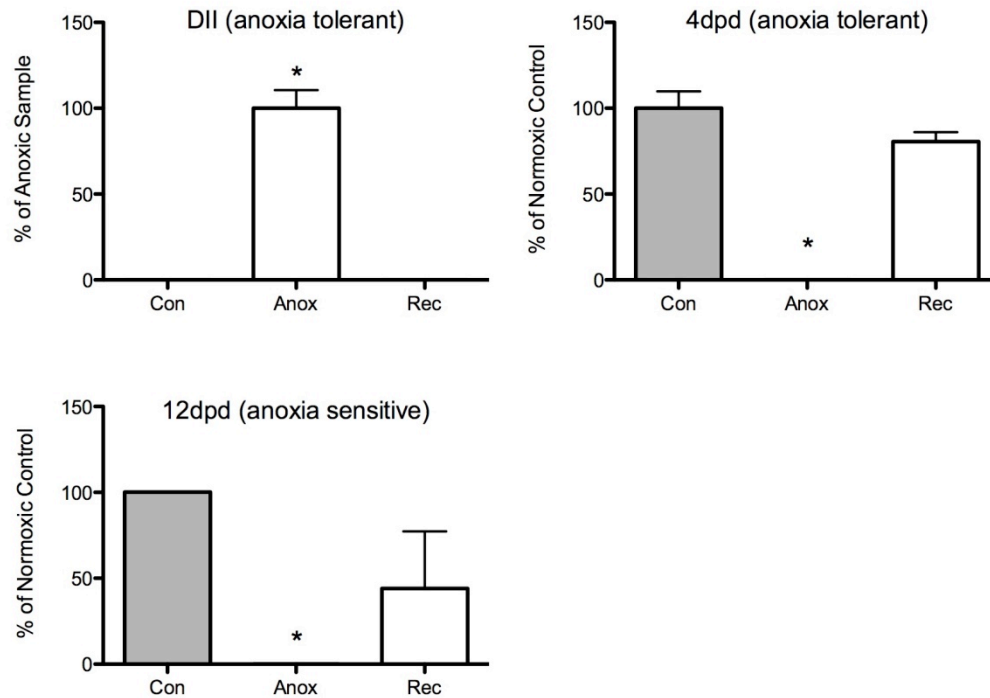 DII (anoxia tolerant)
% of Anoxic Sample
150
100
50
0
*
Con Anox Rec
4dpd (anoxia tolerant)
% of Normoxic Control
150
100
50
0
*
Con Anox Rec
12dpd (anoxia sensitive)
% of Normoxic Control
150
100
50
0
*
Con Anox Rec